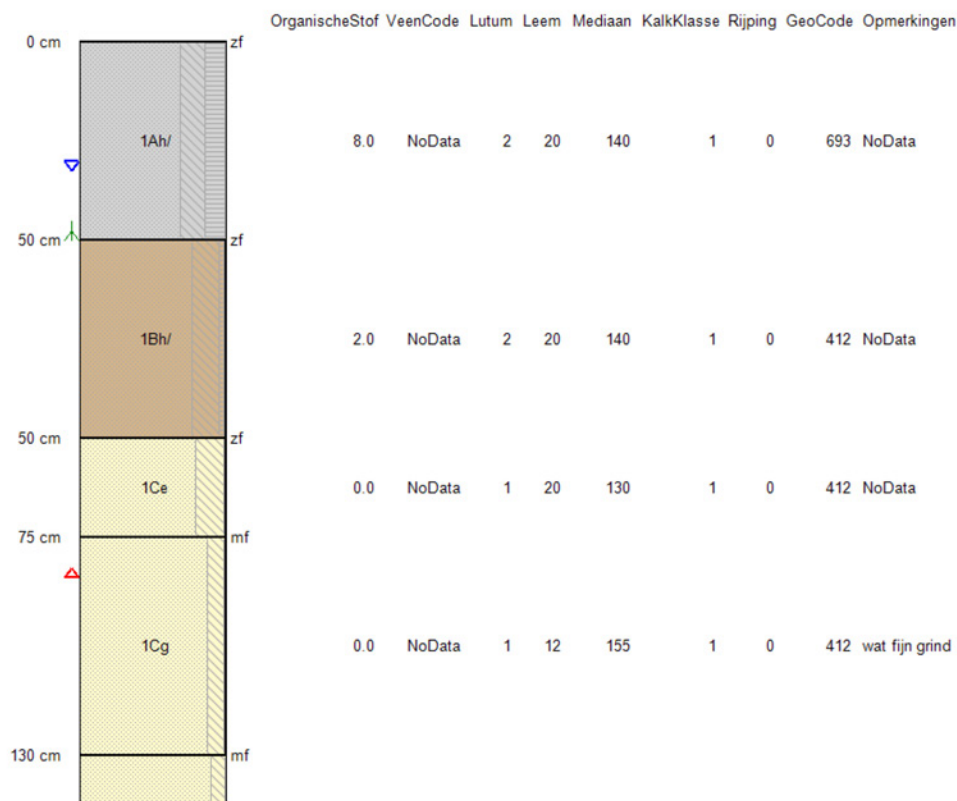 OrganischeStof VeenCode Lutum Leem Mediaan KalkKlasse Rijping GeoCode Opmerkingen
0 cm zf
1Ah/ 8.0 NoData 2 20 140 1 0 693 NoData
50 cm zf
1Bh/ 2.0 NoData 2 20 140 1 0 412 NoData
50 cm zf
1Ce 0.0 NoData 1 20 130 1 0 412 NoData
75 cm mf
1Cg 0.0 NoData 1 12 155 1 0 412 wat fijn grind
130 cm mf